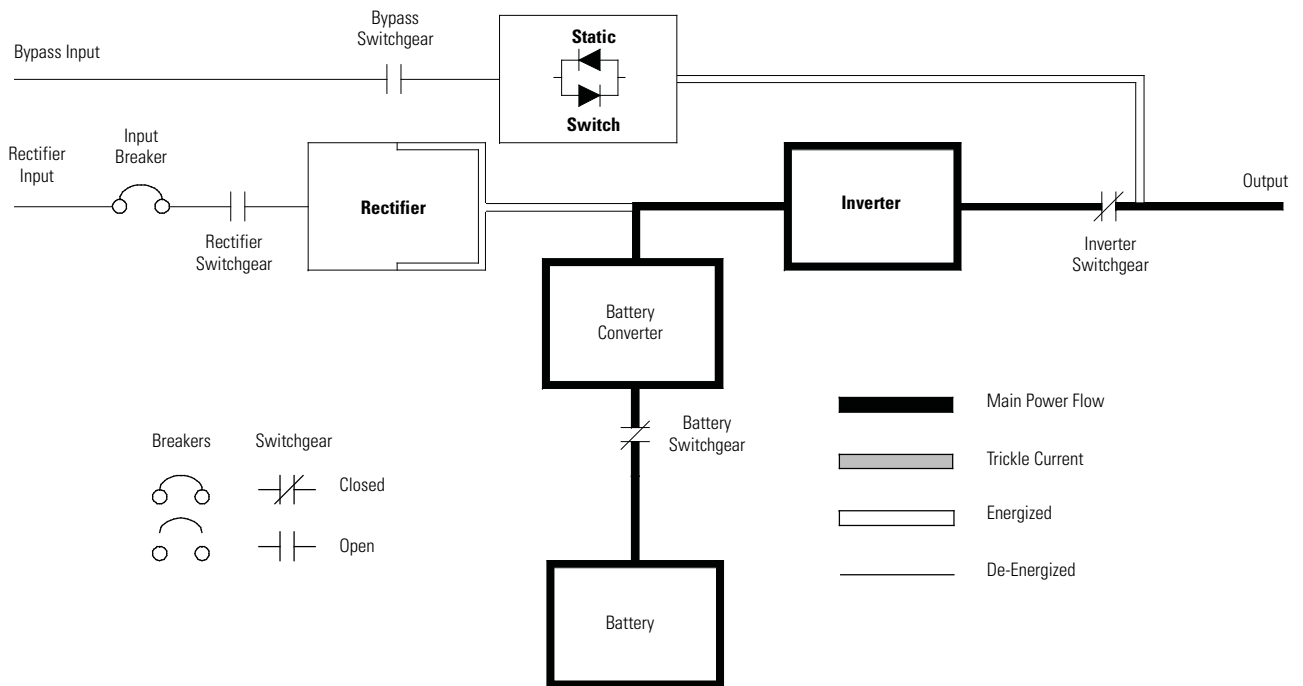 Bypass Input
Bypass
Switchgear
Static
Switch
Rectifier
Input
Input
Breaker
Rectifier
Switchgear
Rectifier
Inverter
Inverter
Switchgear
Output
Battery
Converter
Battery
Switchgear
Battery
Breakers
Switchgear
Closed
Open
Main Power Flow
Trickle Current
Energized
De-Energized